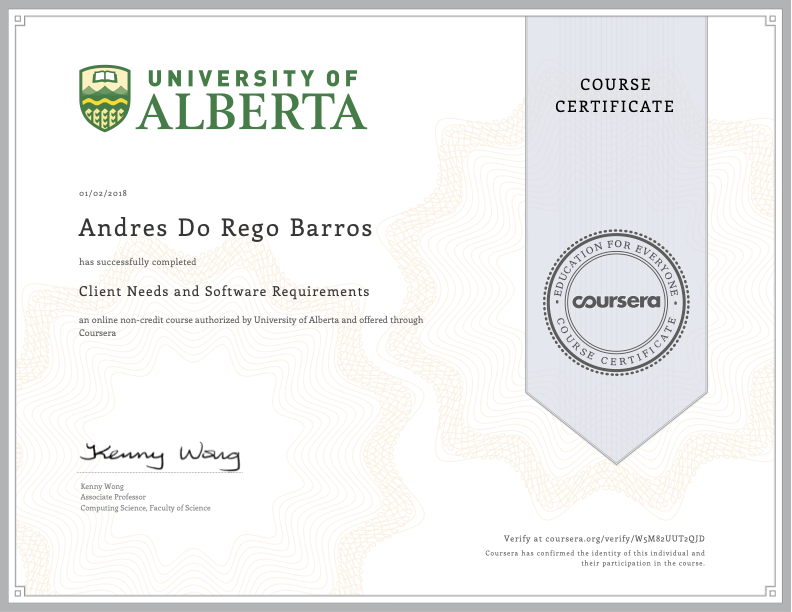 UNIVERSITY OF
ALBERTA
COURSE
CERTIFICATE
01/02/2018
Andres Do Rego Barros
has successfully completed
Client Needs and Software Requirements
an online non-credit course authorized by University of Alberta and offered through
Coursera
EDUCATION FOR EVERYONE
coursera
COURSE CERTIFICATE
Kenny Wong
Kenny Wong
Associate Professor
Computing Science, Faculty of Science
Verify at coursera.org/verify/W5M82UUT2QJD
Coursera has confirmed the identity of this individual and
their participation in the course.